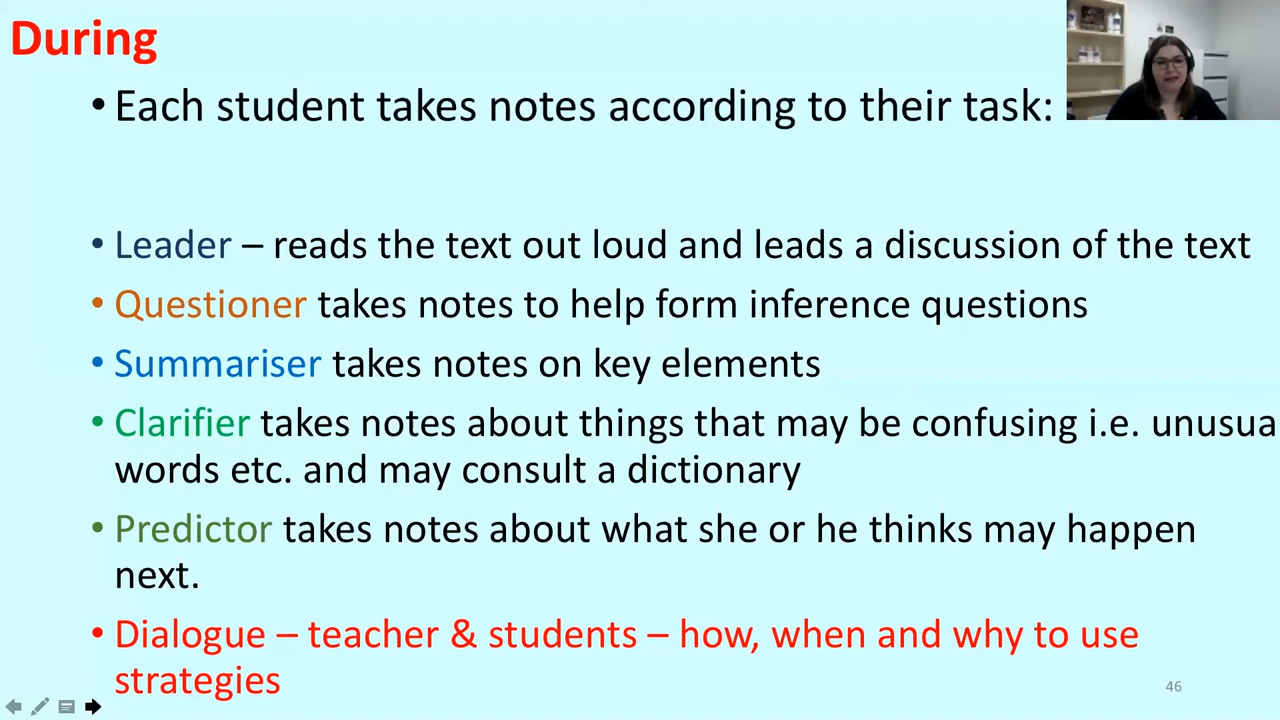 During
• Each student takes notes according to their task:
• Leader – reads the text out loud and leads a discussion of the text
• Questioner takes notes to help form inference questions
• Summariser takes notes on key elements
• Clarifier takes notes about things that may be confusing i.e. unusua
words etc. and may consult a dictionary
• Predictor takes notes about what she or he thinks may happen
next.
• Dialogue – teacher & students – how, when and why to use
strategies
46